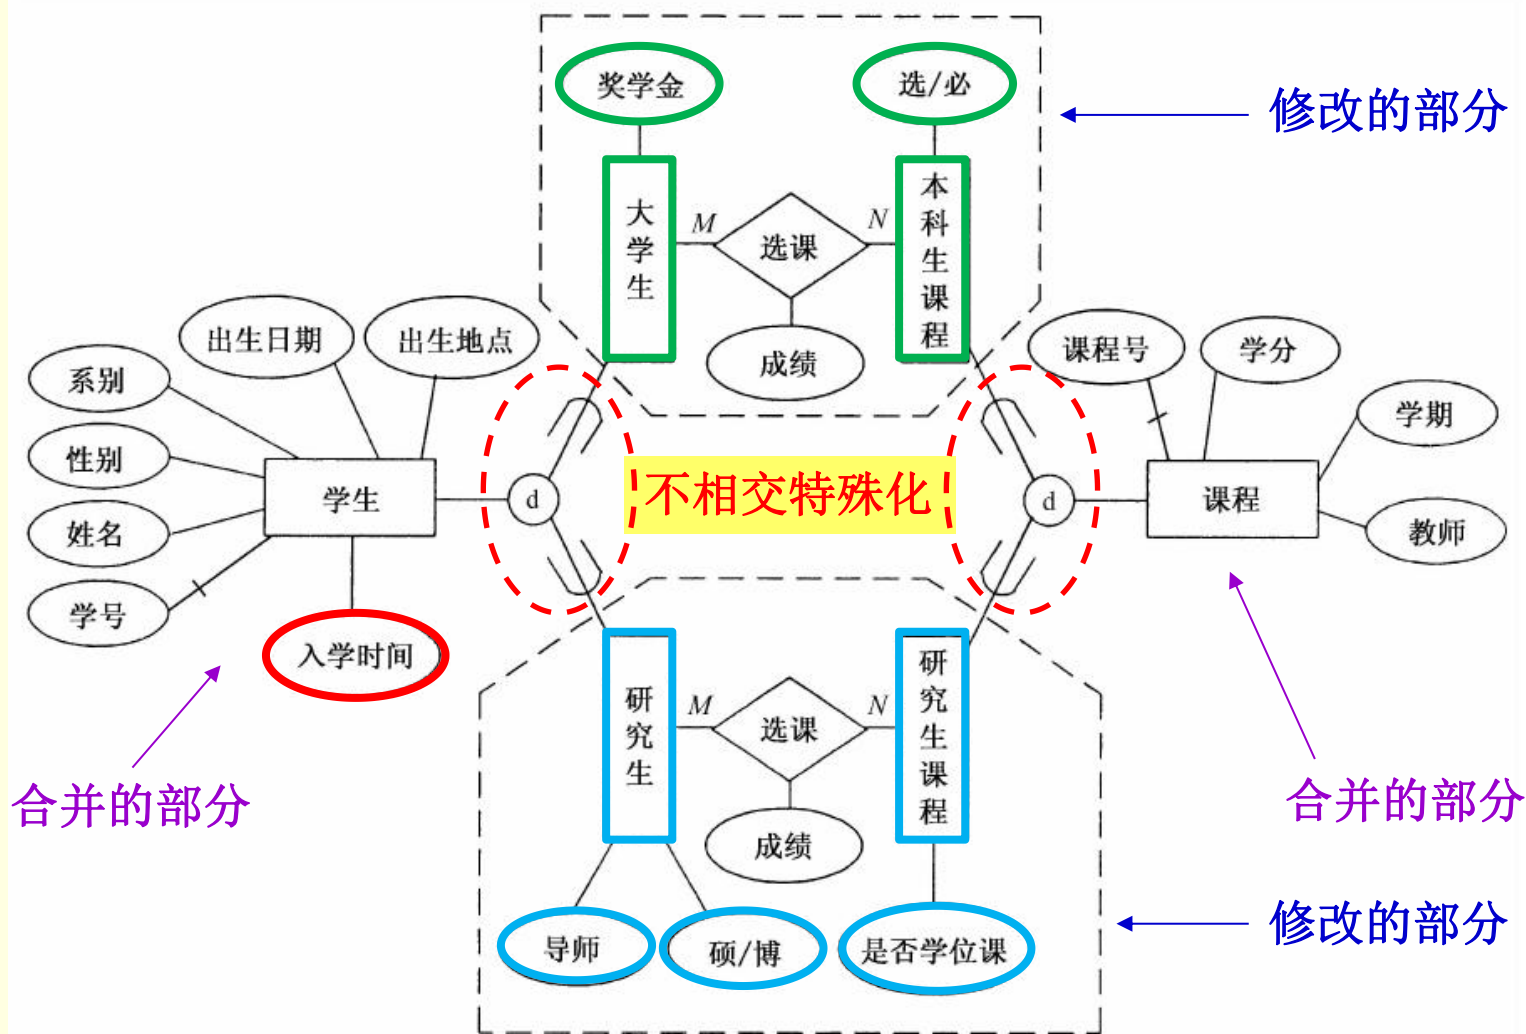 奖学金
选/必
修改的部分
大学生
M
选课
N
本科生课程
成绩
出生日期
出生地点
系别
性别
姓名
学号
学生
入学时间
d
不相交特殊化
d
课程号
学分
学期
教师
课程
合并的部分
合并的部分
研究生
M
选课
N
研究生课程
成绩
导师
硕/博
是否学位课
修改的部分